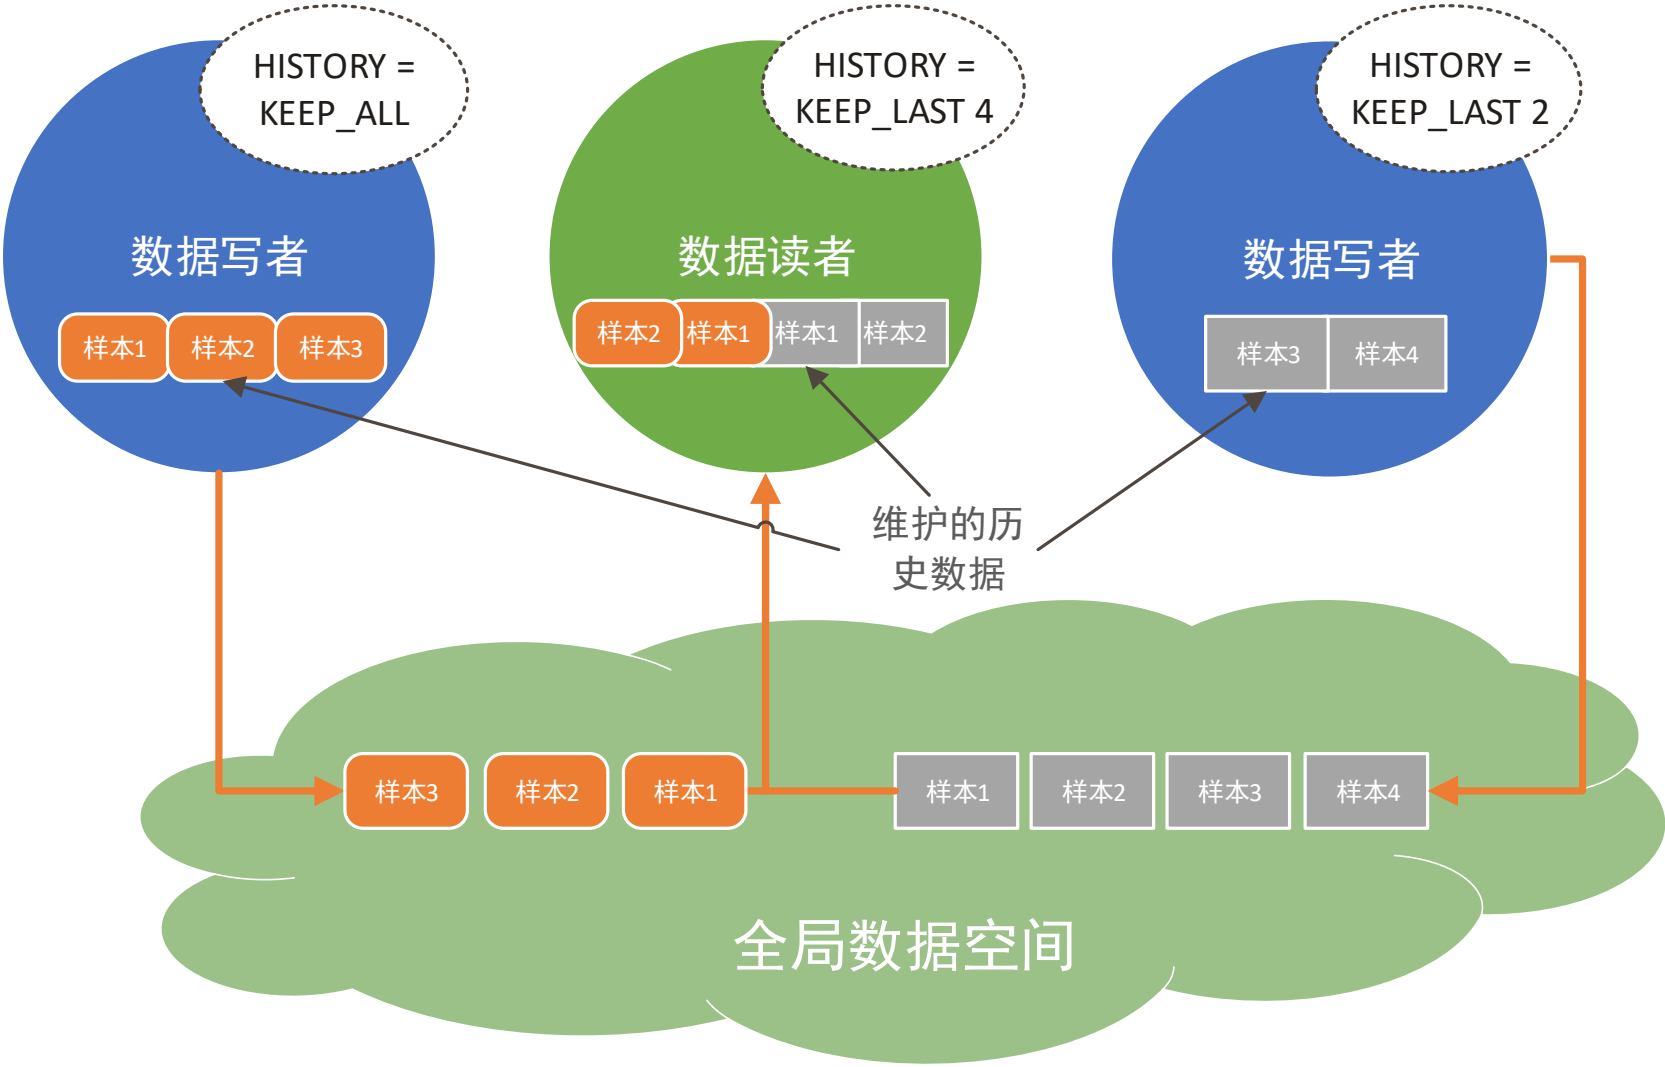 HISTORY =
KEEP_ALL
数据写者
样本1
样本2
样本3
HISTORY =
KEEP_LAST 4
数据读者
样本2
样本1
样本1
样本2
HISTORY =
KEEP_LAST 2
数据写者
样本3
样本4
维护的历
史数据
样本3
样本2
样本1
样本1
样本2
样本3
样本4
全局数据空间